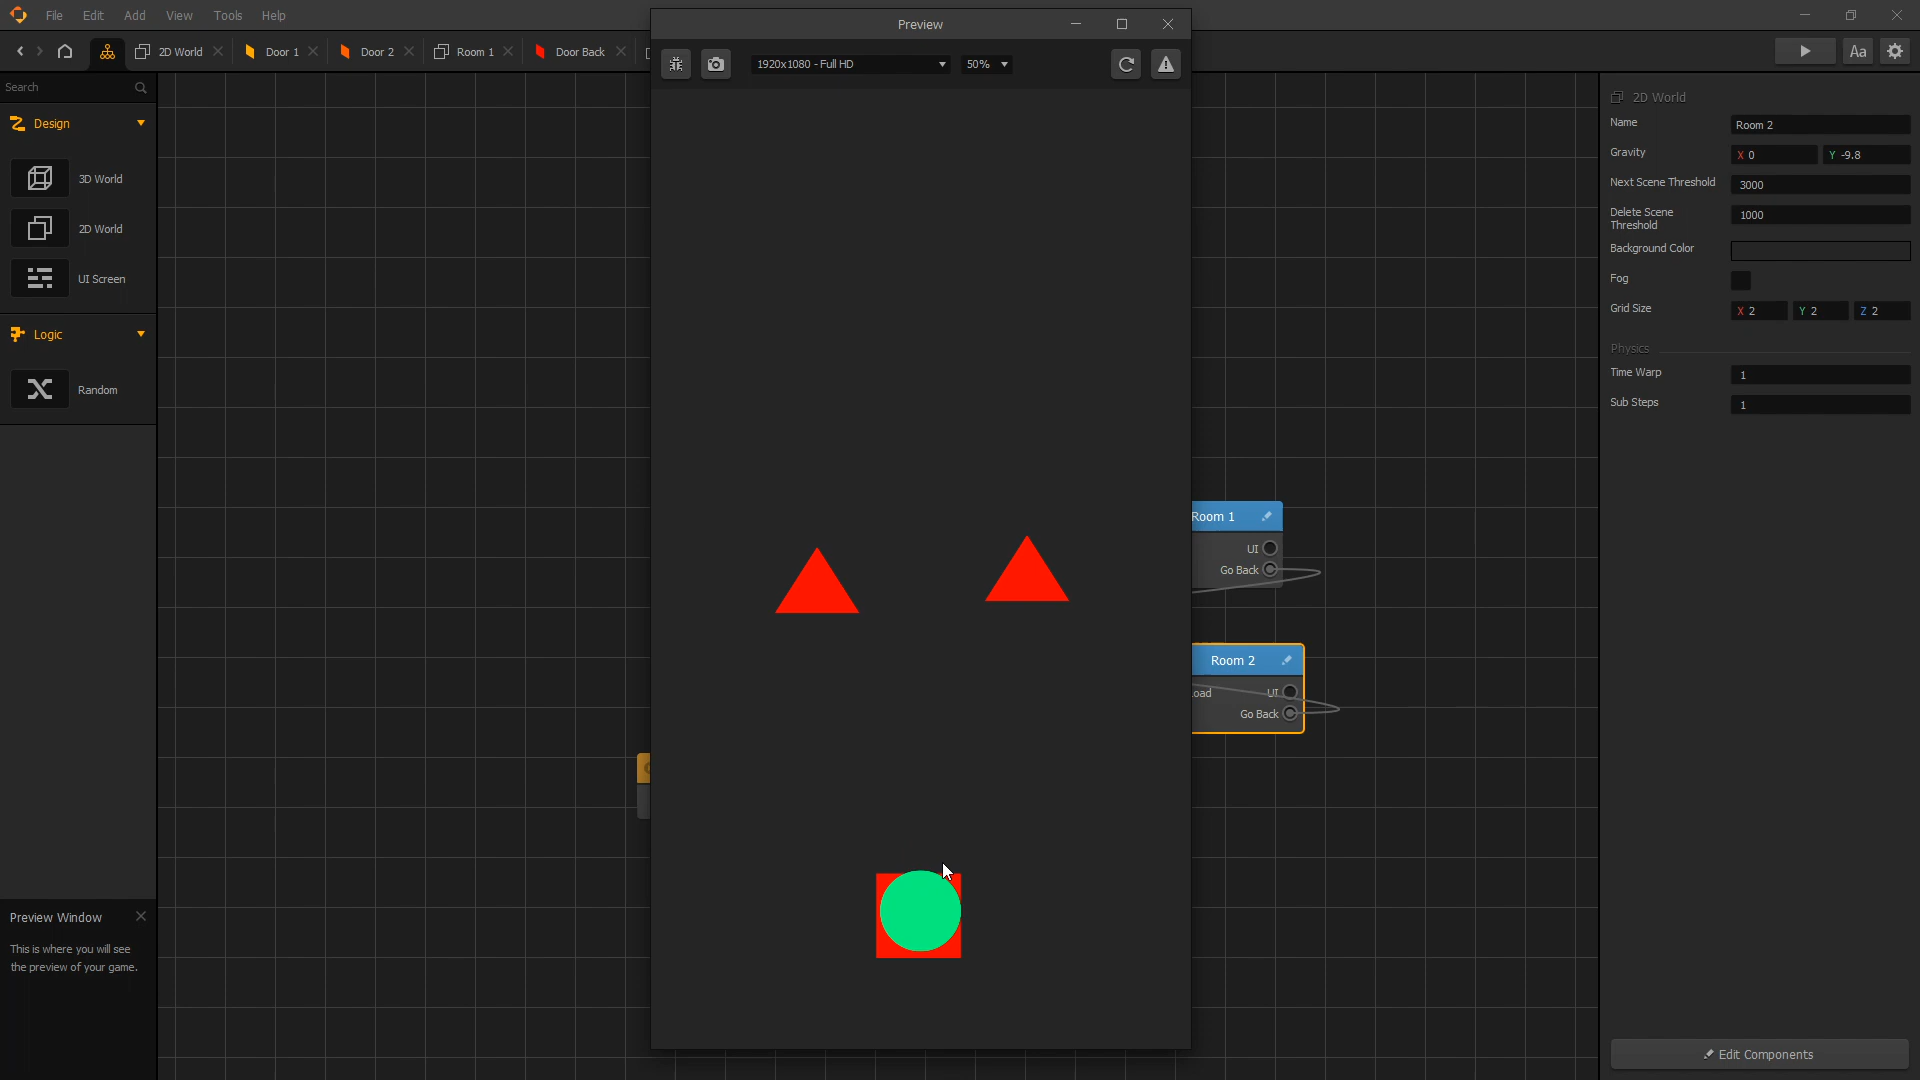 File Edit Add View Tools Help
Preview
2D World Door 1 Door 2 Room 1 Door Back
1920x1080 - Full HD 50%
Aa
Search
Design
3D World
2D World
UI Screen
Logic
Random
Room 1
UI
Go Back
Room 2
UI
Go Back
2D World
Name Room 2
Gravity X 0 Y -9.8
Next Scene Threshold 3000
Delete Scene
Threshold
1000
Background Color
Fog
Grid Size X 2 Y 2 Z 2
Physics
Time Warp 1
Sub Steps 1
Preview Window
This is where you will see
the preview of your game.
Edit Components